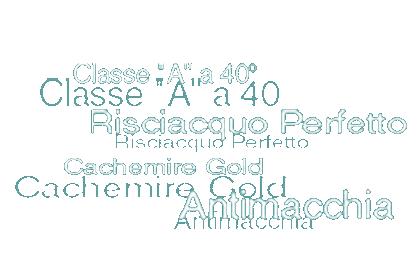 Classe "A" a 40°
Classe "A" a 40
Risciacquo Perfetto
Risciacquo Perfetto
Cachemire Gold
Cachemire Gold
Antimacchia
Antimacchia